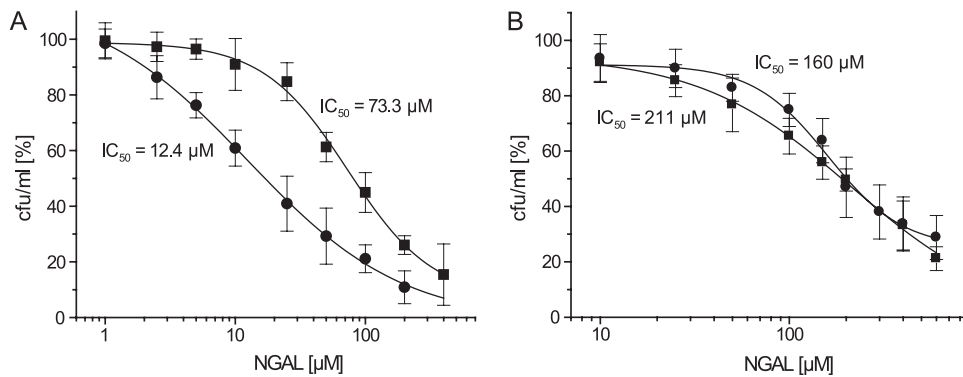 A
100
80
60
40
20
0
cfu/ml [%]
IC50 = 73.3 µM
IC50 = 12.4 µM
1
10
100
NGAL [µM]
B
100
80
60
40
20
0
cfu/ml [%]
IC50 = 160 µM
IC50 = 211 µM
10
100
NGAL [µM]